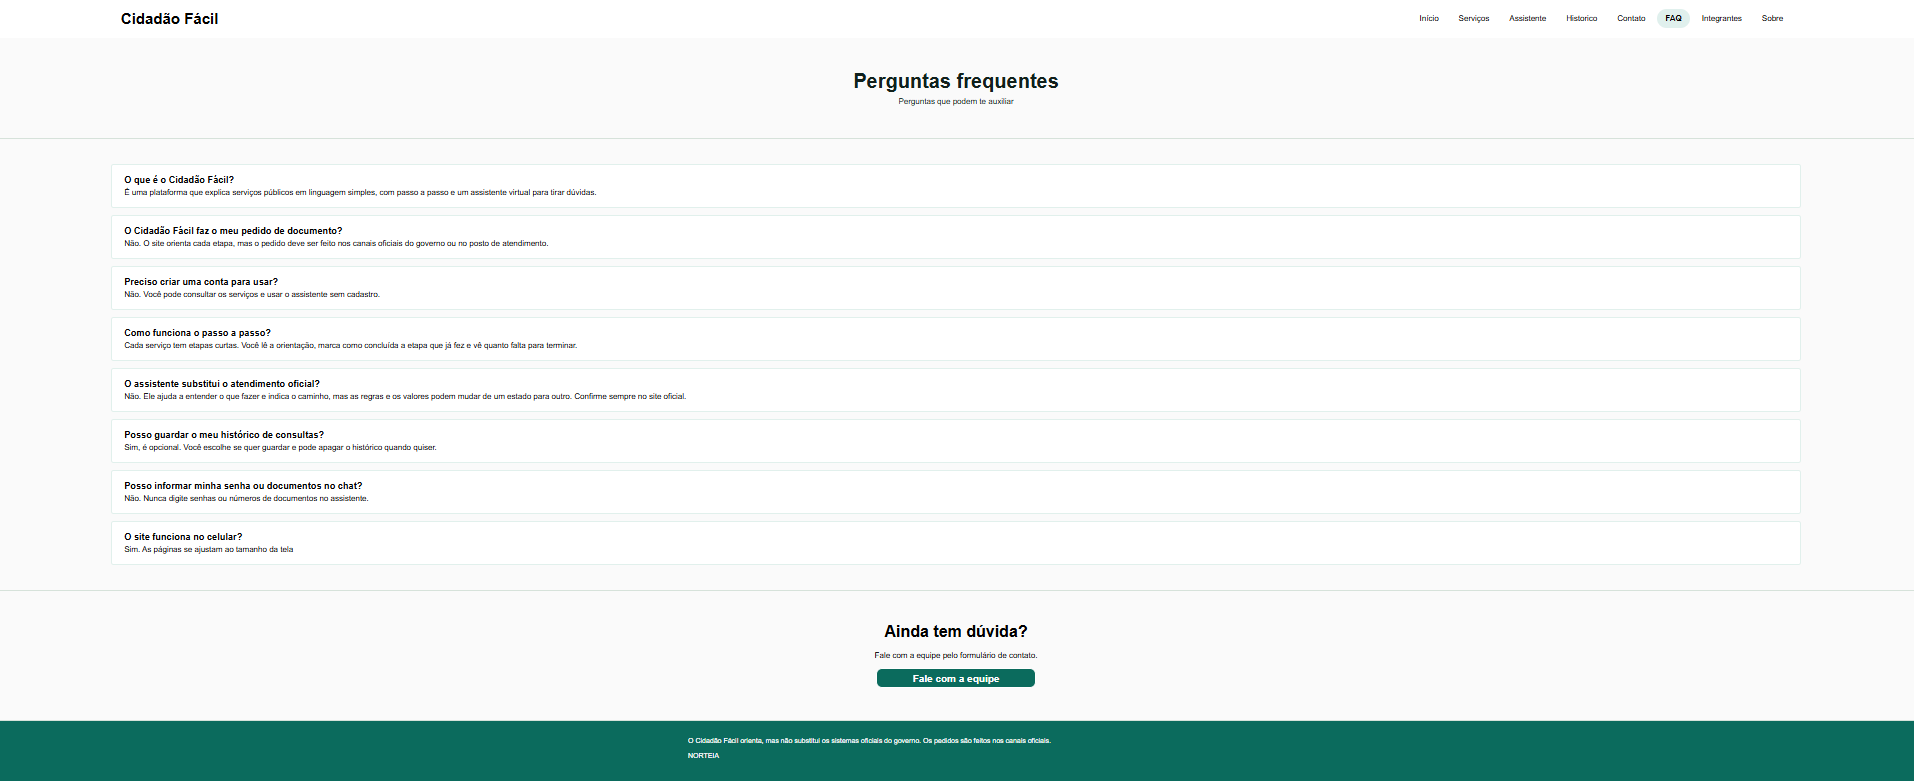 Cidadão Fácil
Início Serviços Assistente Historico Contato FAQ Integrantes Sobre
Perguntas frequentes
Perguntas que podem te auxiliar
O que é o Cidadão Fácil?
É uma plataforma que explica serviços públicos em linguagem simples, com passo a passo e um assistente virtual para tirar dúvidas.
O Cidadão Fácil faz o meu pedido de documento?
Não. O site orienta cada etapa, mas o pedido deve ser feito nos canais oficiais do governo ou no posto de atendimento.
Preciso criar uma conta para usar?
Não. Você pode consultar os serviços e usar o assistente sem cadastro.
Como funciona o passo a passo?
Cada serviço tem etapas curtas. Você lê a orientação, marca como concluída a etapa que já fez e vê quanto falta para terminar.
O assistente substitui o atendimento oficial?
Não. Ele ajuda a entender o que fazer e indica o caminho, mas as regras e os valores podem mudar de um estado para outro. Confirme sempre no site oficial.
Posso guardar o meu histórico de consultas?
Sim, é opcional. Você escolhe se quer guardar e pode apagar o histórico quando quiser.
Posso informar minha senha ou documentos no chat?
Não. Nunca digite senhas ou números de documentos no assistente.
O site funciona no celular?
Sim. As páginas se ajustam ao tamanho da tela
Ainda tem dúvida?
Fale com a equipe pelo formulário de contato.
Fale com a equipe
O Cidadão Fácil orienta, mas não substitui os sistemas oficiais do governo. Os pedidos são feitos nos canais oficiais.
NORTEIA